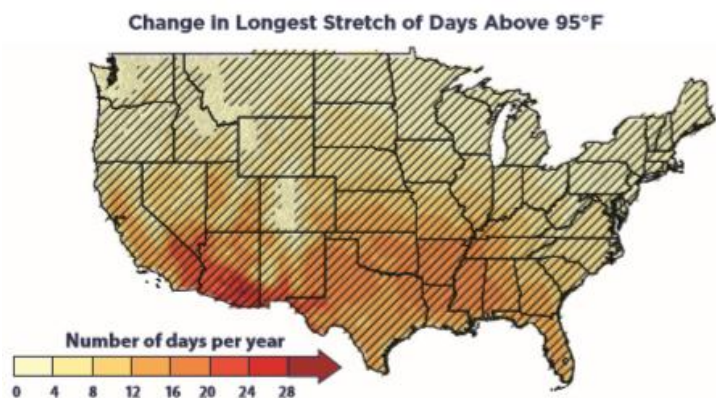 Change in Longest Stretch of Days Above 95°F
Number of days per year
0 4 8 12 16 20 24 28